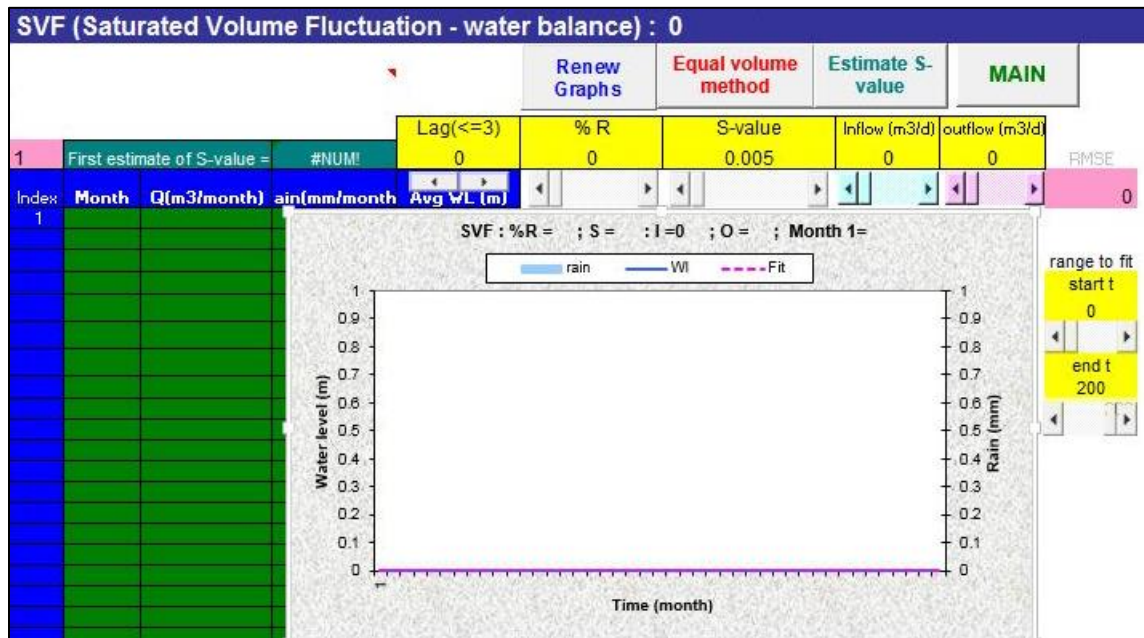 SVF (Saturated Volume Fluctuation - water balance) : 0
Renew Graphs
Equal volume method
Estimate S-value
MAIN
Lag(<=3) % R S-value Inflow (m3/d) outflow (m3/d)
1 First estimate of S-value = #NUM! 0 0 0.005 0 0 RMSE
Index Month Q(m3/month) ain(mm/month Avg WL (m) 0
1
SVF : %R = ; S = : I =0 ; O = ; Month 1=
rain Wl Fit
range to fit
start t
0
end t
200
Water level (m)
1
0.9
0.8
0.7
0.6
0.5
0.4
0.3
0.2
0.1
0
Rain (mm)
1
0.9
0.8
0.7
0.6
0.5
0.4
0.3
0.2
0.1
0
1
Time (month)